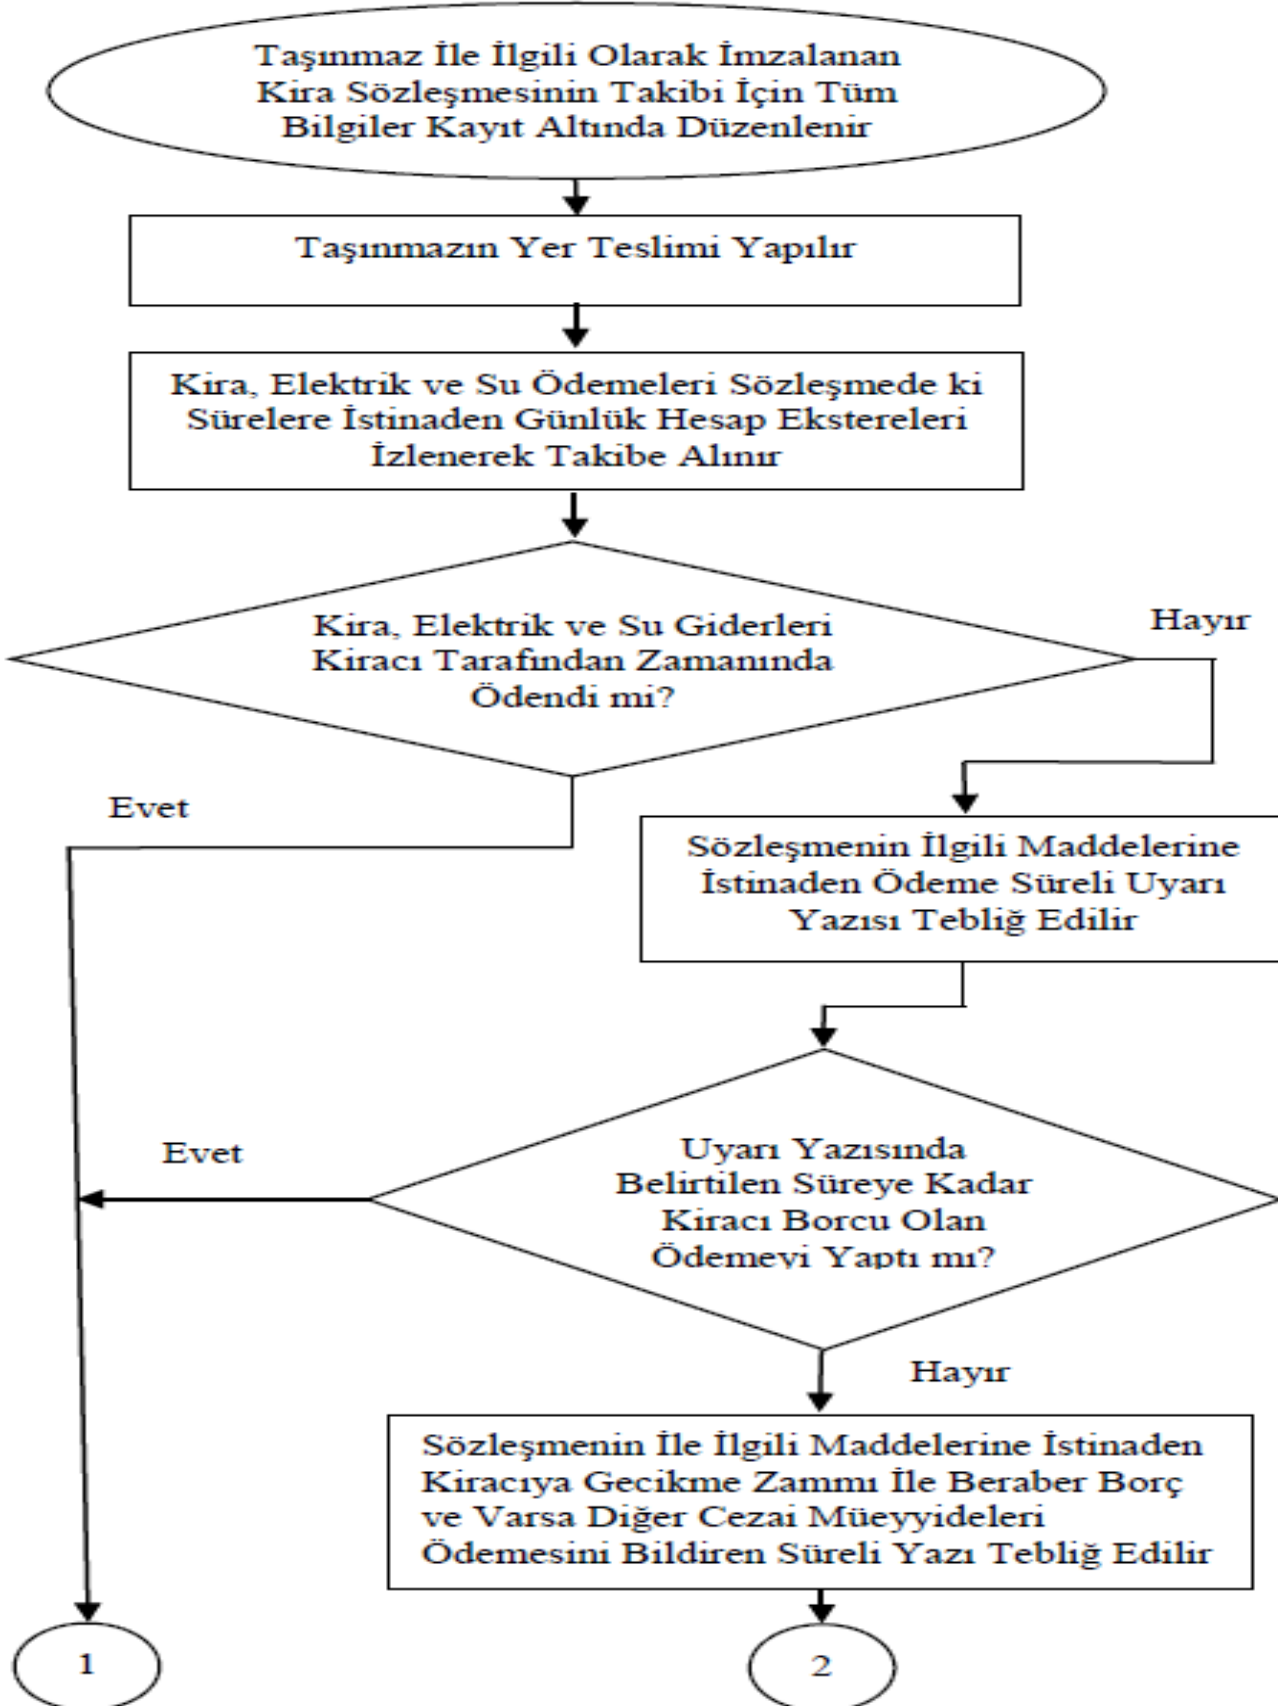 Taşınmaz İle İlgili Olarak İmzalanan
Kira Sözleşmesinin Takibi İçin Tüm
Bilgiler Kayıt Altında Düzenlenir
Taşınmazın Yer Teslimi Yapılır
Kira, Elektrik ve Su Ödemeleri Sözleşmede ki
Sürelere İstinaden Günlük Hesap Ekstereleri
İzlenerek Takibe Alınır
Kira, Elektrik ve Su Giderleri
Kiracı Tarafından Zamanında
Ödendi mi?
Hayır
Evet
Sözleşmenin İlgili Maddelerine
İstinaden Ödeme Süreli Uyarı
Yazısı Tebliğ Edilir
Evet
Uyarı Yazısında
Belirtilen Süreye Kadar
Kiracı Borcu Olan
Ödemeyi Yaptı mı?
Hayır
Sözleşmenin İle İlgili Maddelerine İstinaden
Kiracıya Gecikme Zammı İle Beraber Borç
ve Varsa Diğer Cezai Müeyyideleri
Ödemesini Bildiren Süreli Yazı Tebliğ Edilir
1
2